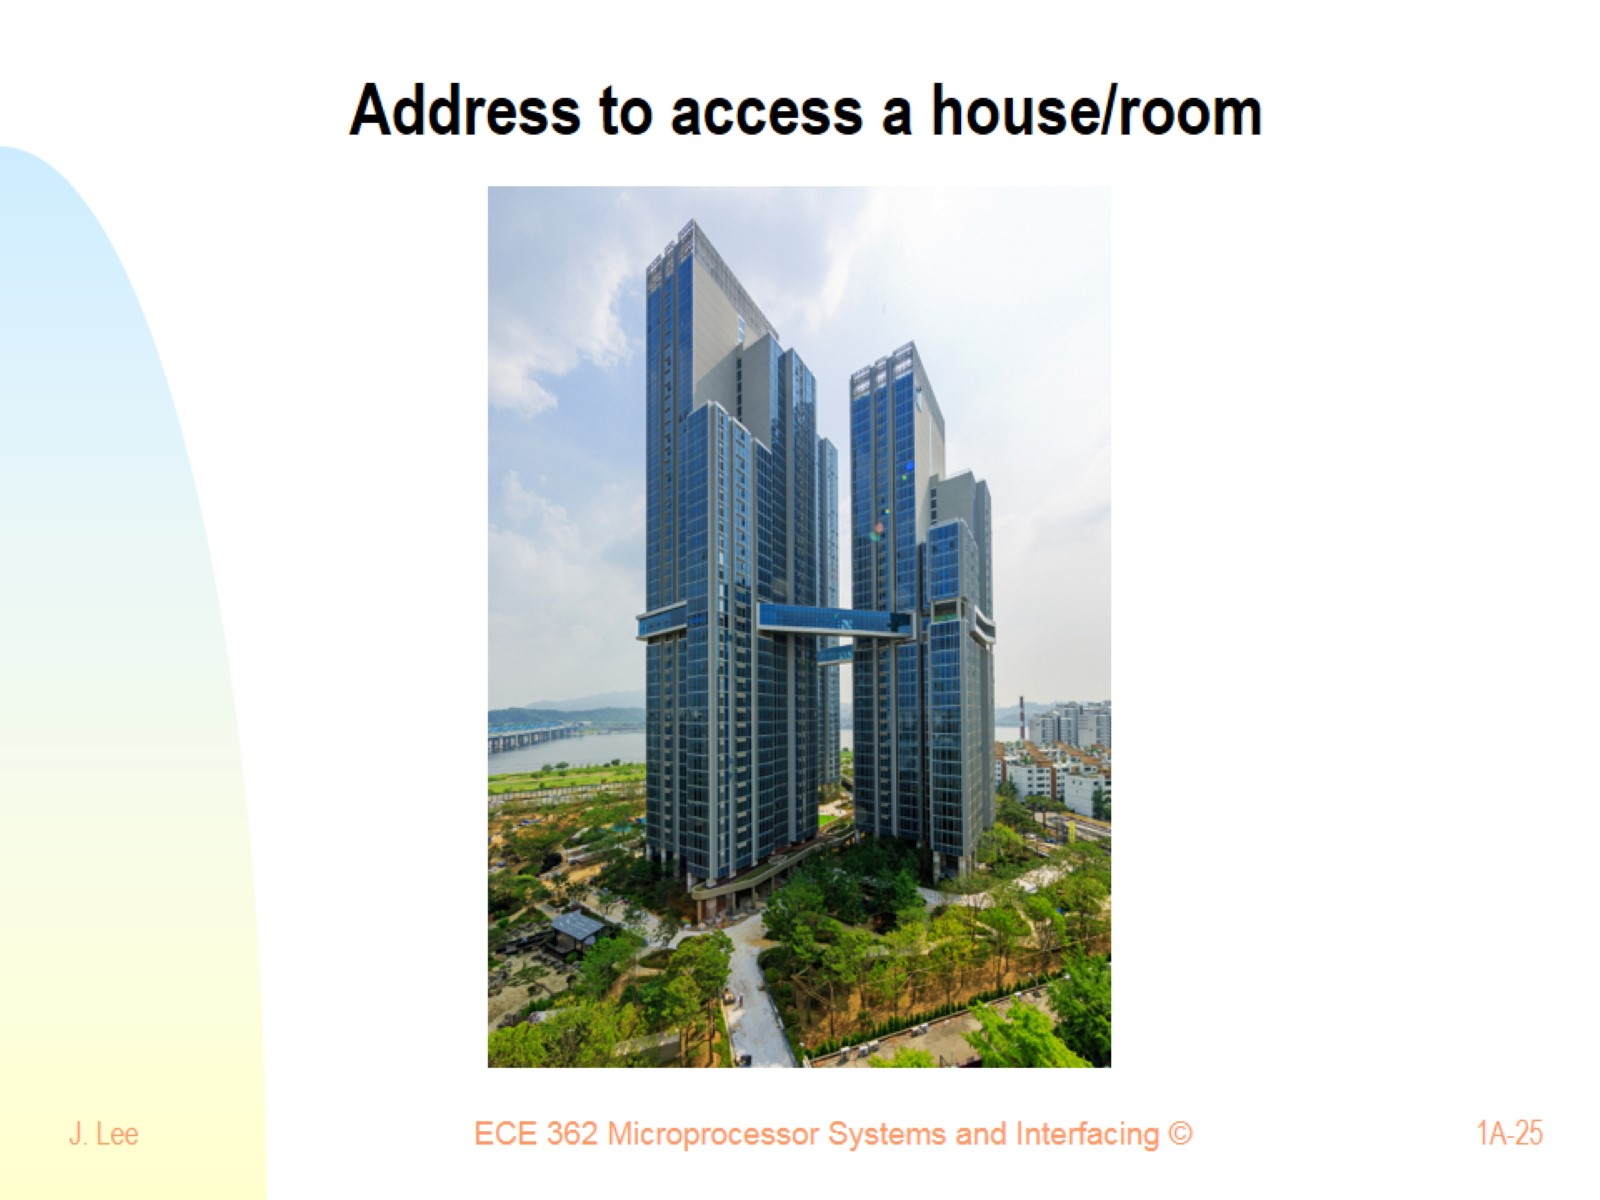 Address to access a house/room
J. Lee
ECE 362 Microprocessor Systems and Interfacing ©
1A-25